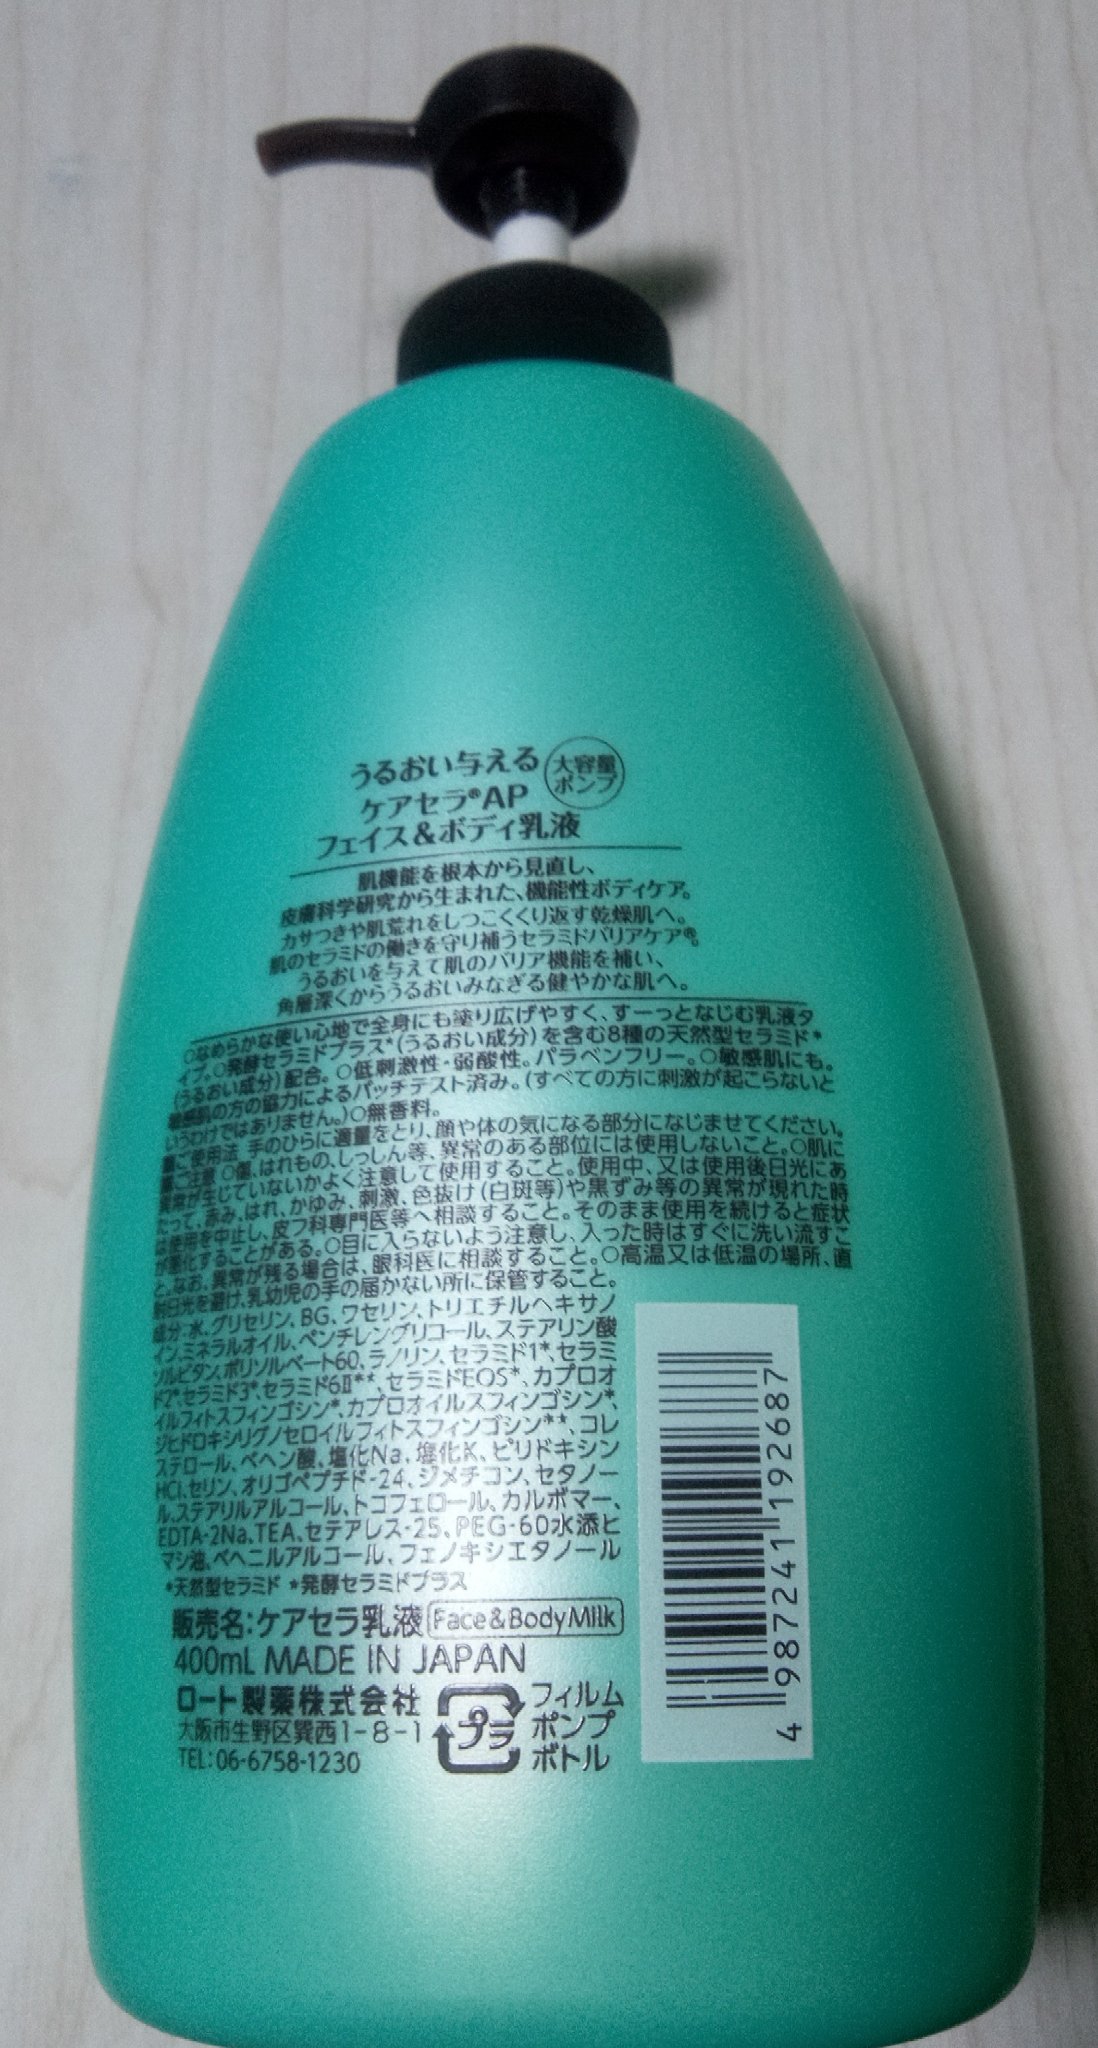 うるおい与える
大容量
ポンプ
ケアセラ®AP
フェイス&ボディ乳液
肌機能を根本から見直し、
皮膚科学研究から生まれた、機能性ボディケア。
カサつきや肌荒れをしつこくくり返す乾燥肌へ。
肌のセラミドの働きを守り補うセラミドバリアケア®。
うるおいを与えて肌のバリア機能を補い、
角層深くからうるおいみなぎる健やかな肌へ。
○なめらかな使い心地で全身にも塗り広げやすく、すーっとなじむ乳液タ
イプ。○発酵セラミドプラス*(うるおい成分)を含む8種の天然型セラミド*
(うるおい成分)配合。○低刺激性・弱酸性。パラベンフリー。○敏感肌にも。
敏感肌の方の協力によるパッチテスト済み。(すべての方に刺激が起こらないと
いうわけではありません。)○無香料。
■ご使用法 手のひらに適量をとり、顔や体の気になる部分になじませてください。
■ご注意 ○傷、はれもの、しっしん等、異常のある部位には使用しないこと。○肌に
異常が生じていないかよく注意して使用すること。使用中、又は使用後日光にあ
たって、赤み、はれ、かゆみ、刺激、色抜け(白斑等)や黒ずみ等の異常が現れた時
は使用を中止し、皮フ科専門医等へ相談すること。そのまま使用を続けると症状
が悪化することがある。○目に入らないよう注意し、入った時はすぐに洗い流すこ
と。なお、異常が残る場合は、眼科医に相談すること。○高温又は低温の場所、直
射日光を避け、乳幼児の手の届かない所に保管すること。
成分:水、グリセリン、BG、ワセリン、トリエチルヘキサノ
イン、ミネラルオイル、ペンチレングリコール、ステアリン酸
ソルビタン、ポリソルベート60、ラノリン、セラミド1*、セラミ
ド2*、セラミド3*、セラミド6Ⅱ*★、セラミドEOS*、カプロオ
イルフィトスフィンゴシン*、カプロオイルスフィンゴシン*、
ジヒドロキシリグノセロイルフィトスフィンゴシン*★、コレ
ステロール、ベヘン酸、塩化Na、塩化K、ピリドキシン
HCl、セリン、オリゴペプチド-24、ジメチコン、セタノー
ル、ステアリルアルコール、トコフェロール、カルボマー、
EDTA-2Na、TEA、セテアレス-25、PEG-60水添ヒ
マシ油、ベヘニルアルコール、フェノキシエタノール
*天然型セラミド ★発酵セラミドプラス
販売名:ケアセラ乳液 Face&BodyMilk
400mL MADE IN JAPAN
ロート製薬株式会社
大阪市生野区巽西1-8-1
TEL:06-6758-1230
プラ
フィルム
ポンプ
ボトル
4 987241 192687